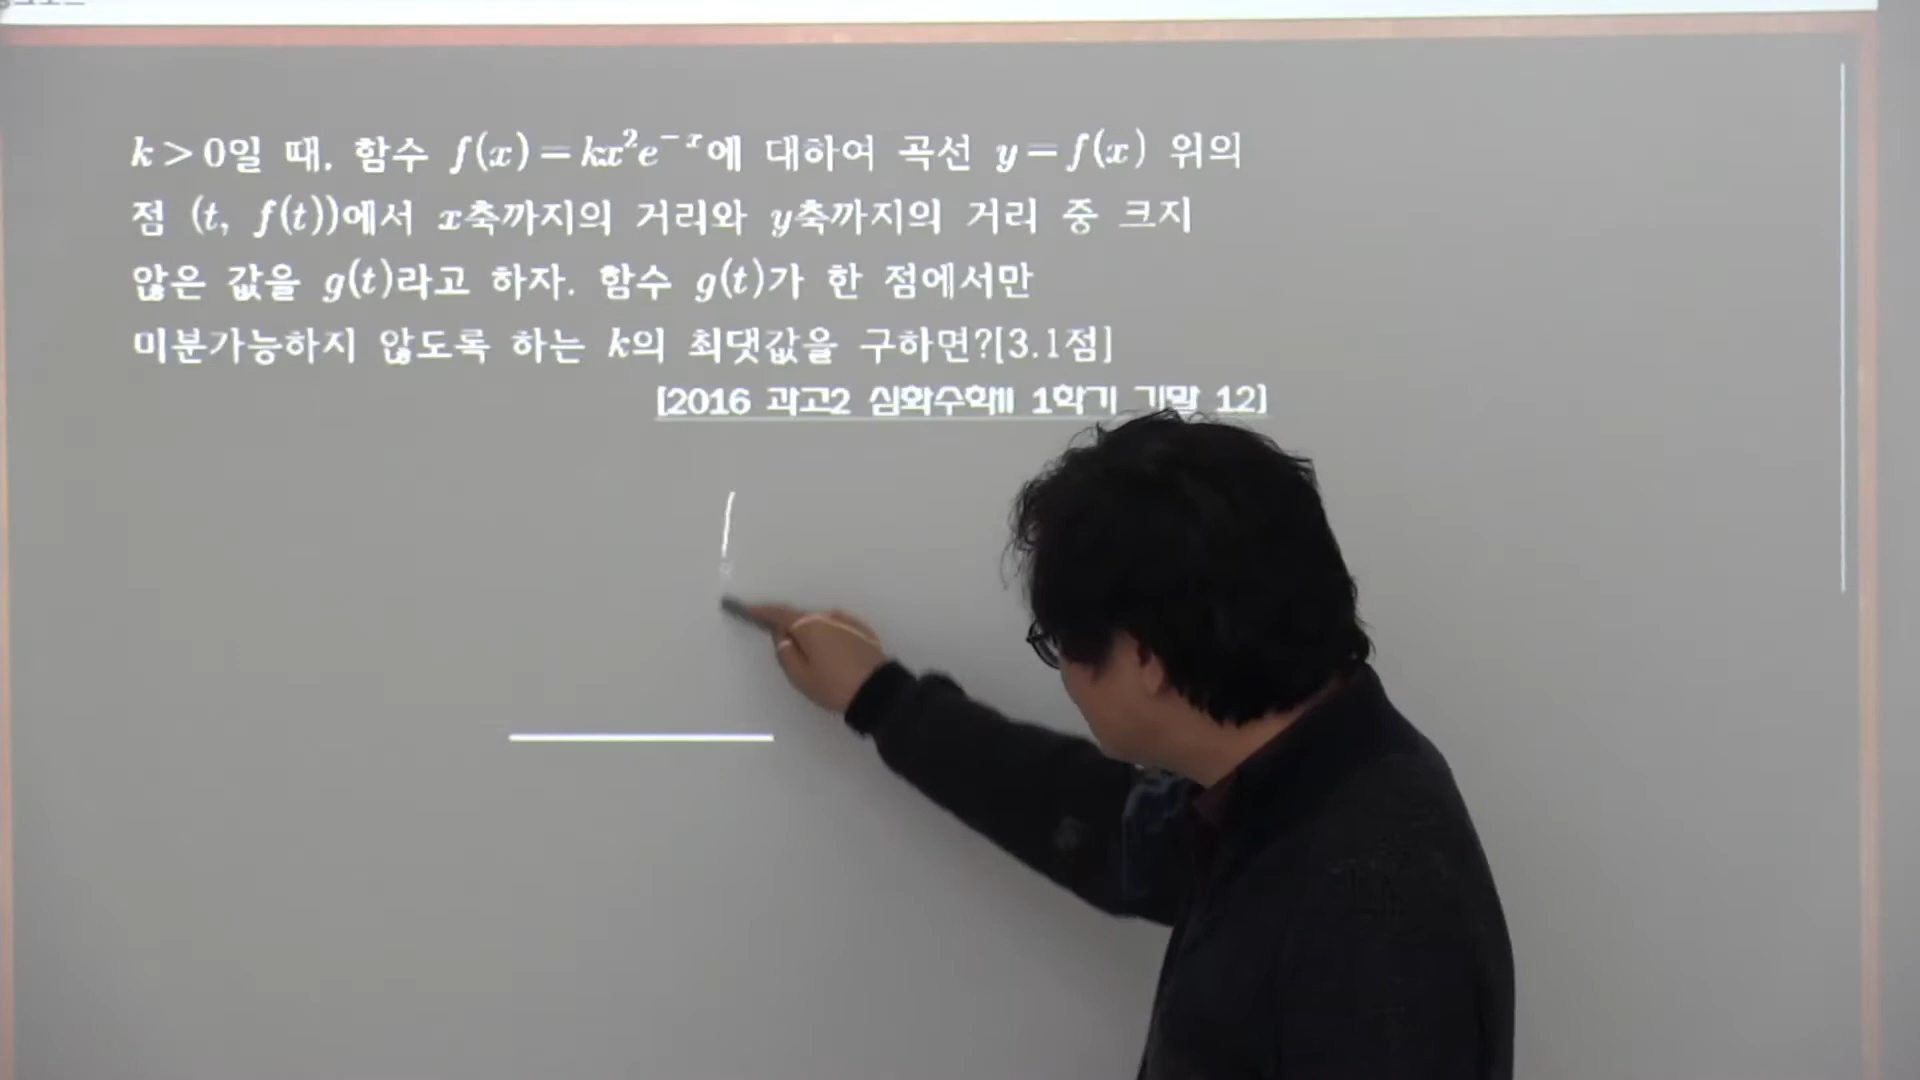 k > 0일 때, 함수 f(x) = kx²e⁻ˣ에 대하여 곡선 y = f(x) 위의
점 (t, f(t))에서 x축까지의 거리와 y축까지의 거리 중 크지
않은 값을 g(t)라고 하자. 함수 g(t)가 한 점에서만
미분가능하지 않도록 하는 k의 최댓값을 구하면?[3.1점]
[2016 과고2 심화수학II 1학기 기말 12]